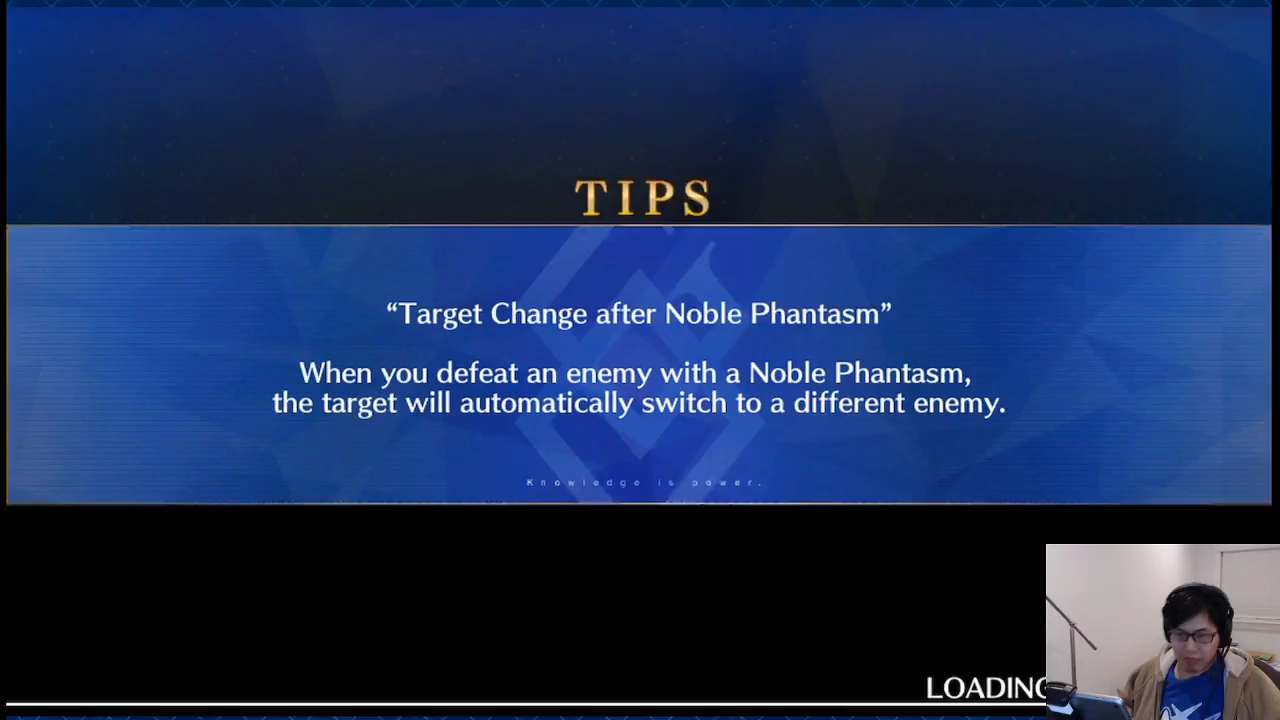 TIPS
“Target Change after Noble Phantasm”
When you defeat an enemy with a Noble Phantasm,
the target will automatically switch to a different enemy.
Knowledge is power.
LOADING